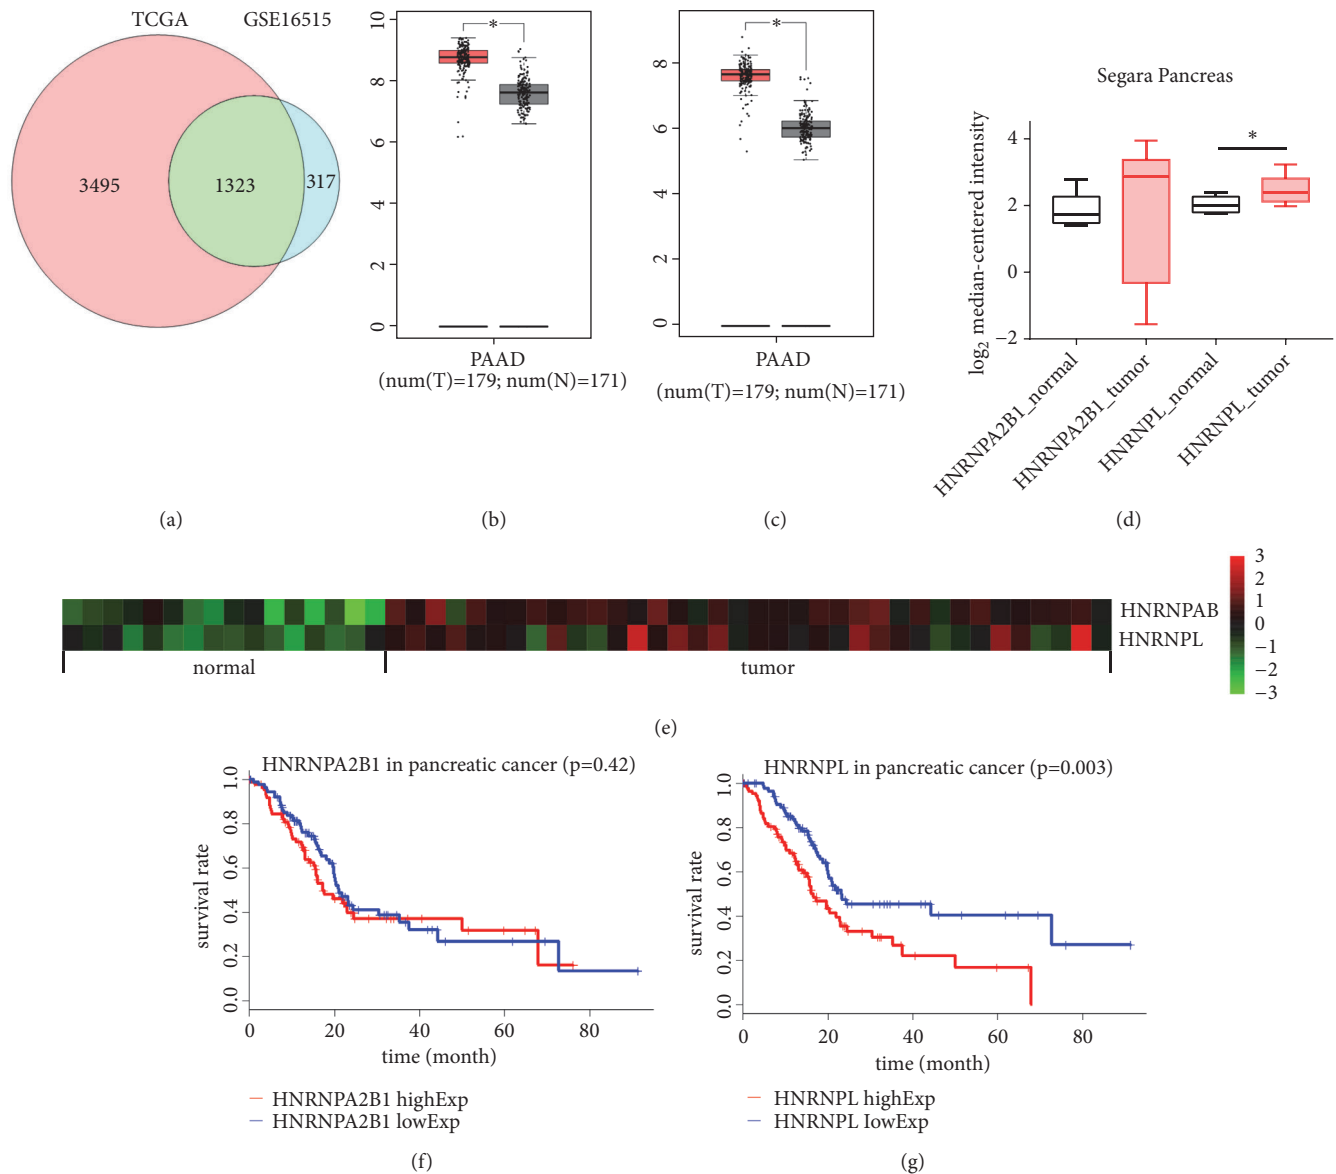 TCGA
GSE16515
3495
1323
317
(a)
*
10
8
6
4
2
0
PAAD
(num(T)=179; num(N)=171)
(b)
*
8
6
4
2
0
PAAD
(num(T)=179; num(N)=171)
(c)
Segara Pancreas
*
log2 median-centered intensity
4
2
0
−2
HNRNPA2B1_normal
HNRNPA2B1_tumor
HNRNPL_normal
HNRNPL_tumor
(d)
HNRNPAB
HNRNPL
normal
tumor
3
2
1
0
−1
−2
−3
(e)
HNRNPA2B1 in pancreatic cancer (p=0.42)
survival rate
1.0
0.8
0.6
0.4
0.2
0.0
0 20 40 60 80
time (month)
HNRNPA2B1 highExp
HNRNPA2B1 lowExp
(f)
HNRNPL in pancreatic cancer (p=0.003)
survival rate
1.0
0.8
0.6
0.4
0.2
0.0
0 20 40 60 80
time (month)
HNRNPL highExp
HNRNPL lowExp
(g)